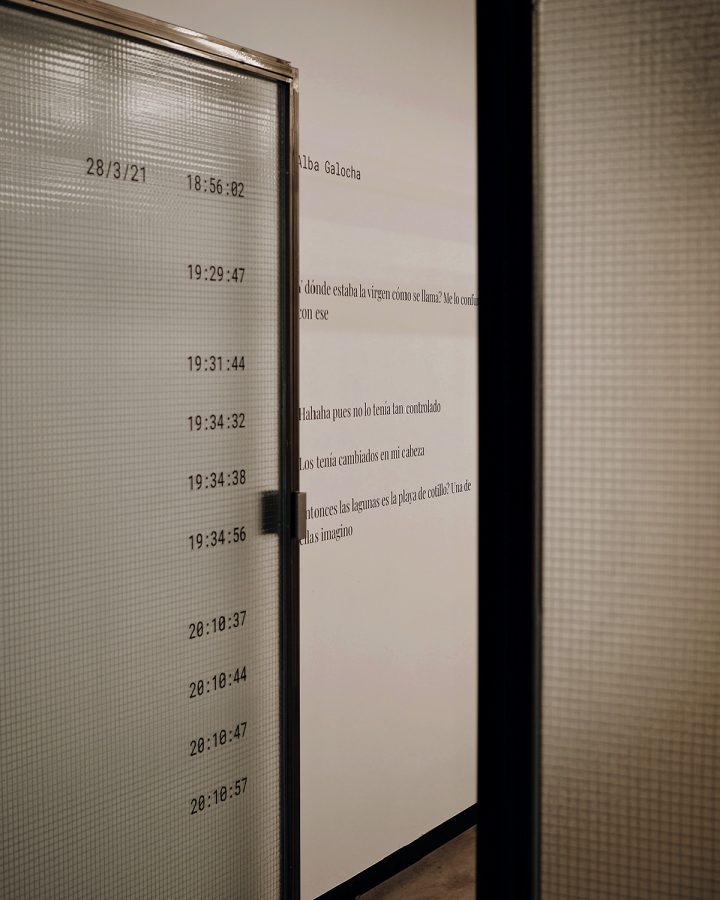 28/3/21 18:56:02
19:29:47
19:31:44
19:34:32
19:34:38
19:34:56
20:10:37
20:10:44
20:10:47
20:10:57
Alba Galocha
Y dónde estaba la virgen cómo se llama? Me lo
con ese
Hahaha pues no lo tenía tan controlado
Los tenía cambiados en mi cabeza
las lagunas es la playa de cotillo? Una de
ellas imagino